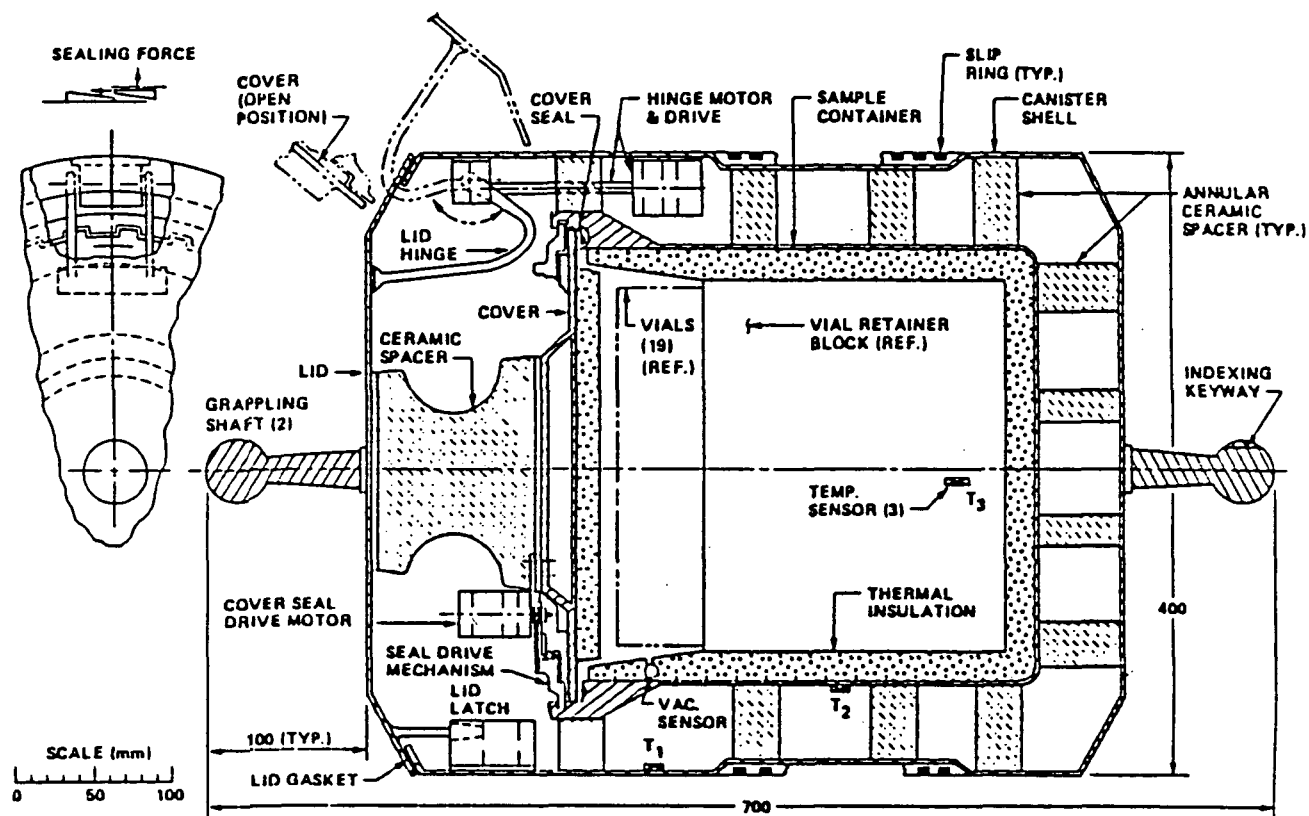 SEALING FORCE
COVER
(OPEN
POSITION)
COVER
SEAL
HINGE MOTOR
& DRIVE
SAMPLE
CONTAINER
SLIP
RING (TYP.)
CANISTER
SHELL
ANNULAR
CERAMIC
SPACER (TYP.)
LID
HINGE
COVER
CERAMIC
SPACER
VIALS
(19)
(REF.)
VIAL RETAINER
BLOCK (REF.)
LID
GRAPPLING
SHAFT (2)
INDEXING
KEYWAY
TEMP.
SENSOR (3)
T3
COVER SEAL
DRIVE MOTOR
THERMAL
INSULATION
400
SEAL DRIVE
MECHANISM
LID
LATCH
VAC.
SENSOR
T2
T1
100 (TYP.)
SCALE (mm)
0 50 100
LID GASKET
700